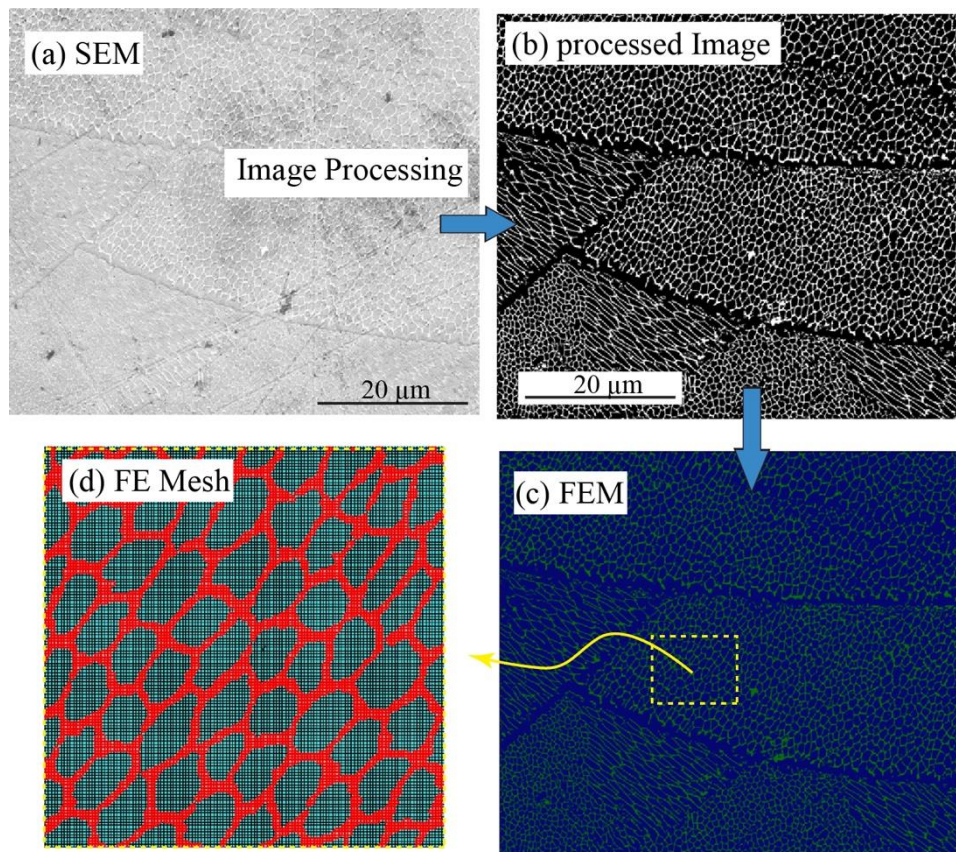 (a) SEM
(b) processed Image
Image Processing
20 µm
20 µm
(d) FE Mesh
(c) FEM